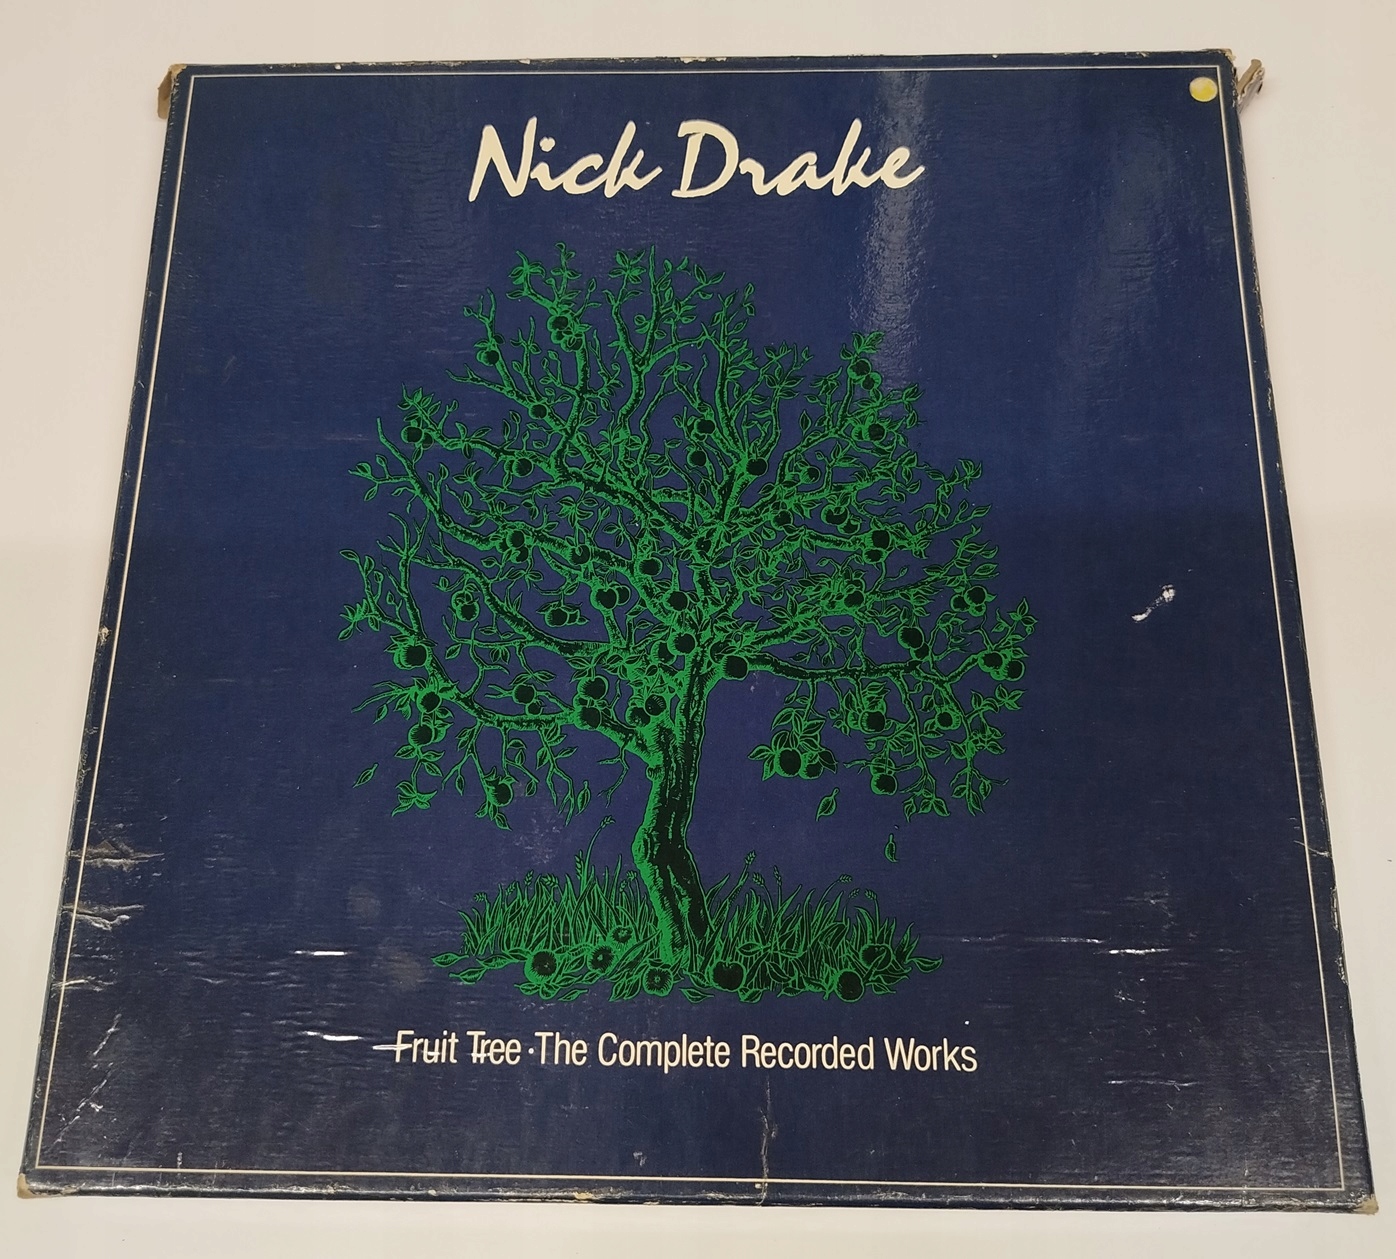 Nick Drake
Fruit Tree · The Complete Recorded Works